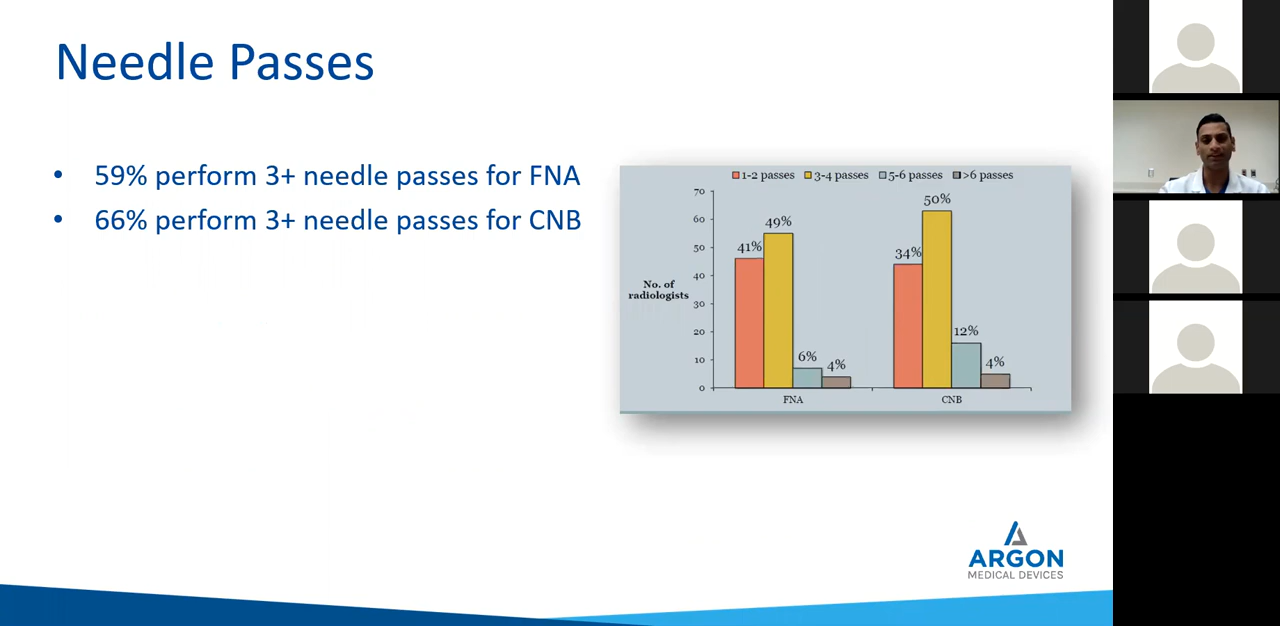 Needle Passes
• 59% perform 3+ needle passes for FNA
• 66% perform 3+ needle passes for CNB
1-2 passes 3-4 passes 5-6 passes >6 passes
70
60
50
40
30
20
10
0
No. of
radiologists
41%
49%
6%
4%
34%
50%
12%
4%
FNA
CNB
ARGON
MEDICAL DEVICES